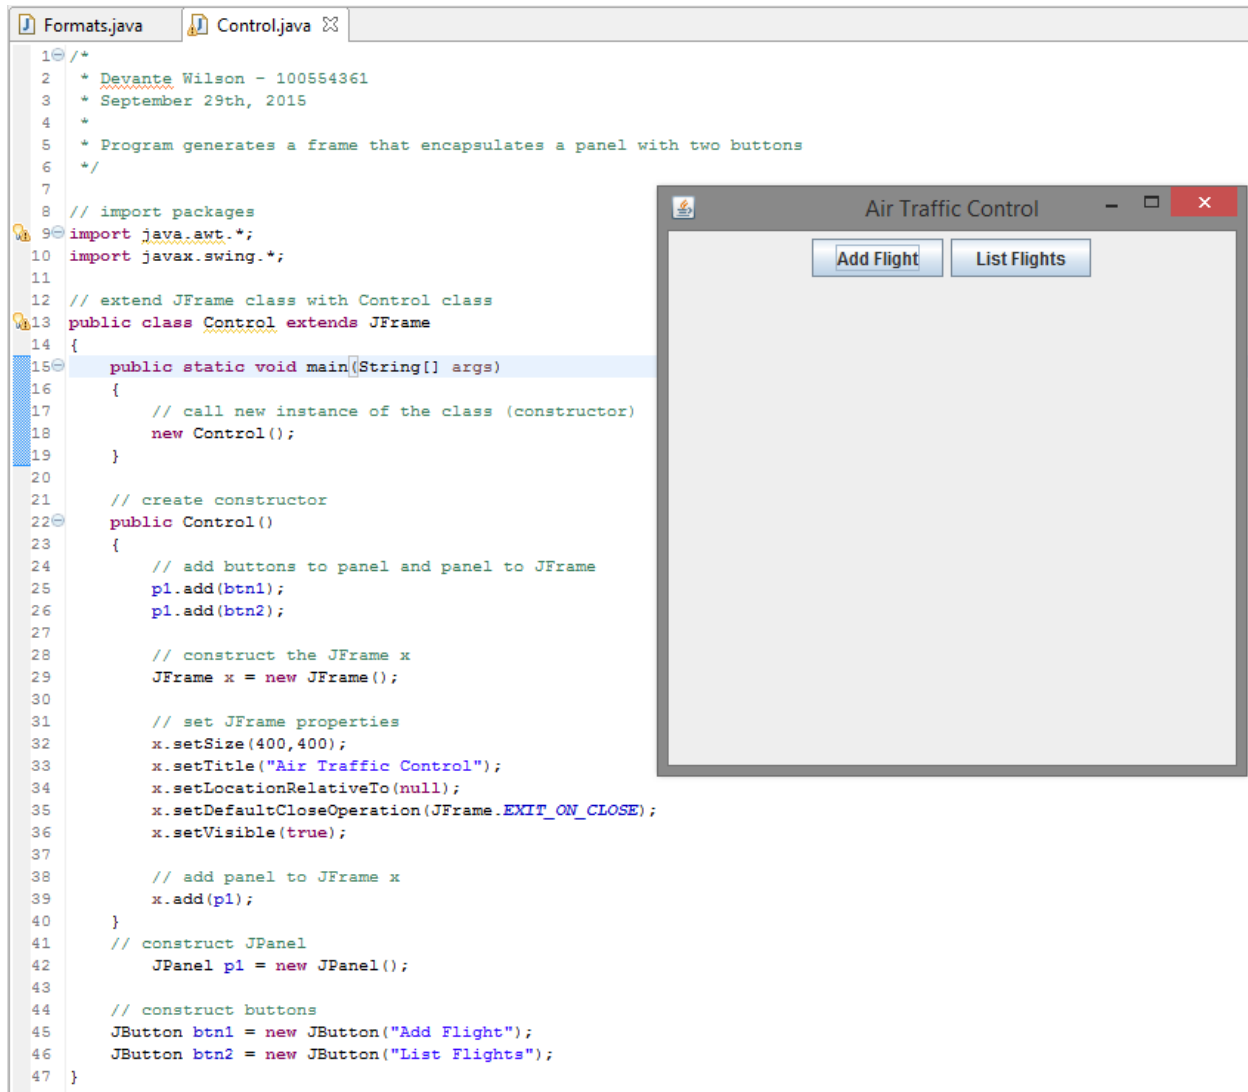 Formats.java Control.java
1 /*
2 * Devante Wilson - 100554361
3 * September 29th, 2015
4 *
5 * Program generates a frame that encapsulates a panel with two buttons
6 */
7
8 // import packages
9 import java.awt.*;
10 import javax.swing.*;
11
12 // extend JFrame class with Control class
13 public class Control extends JFrame
14 {
15 public static void main(String[] args)
16 {
17 // call new instance of the class (constructor)
18 new Control();
19 }
20
21 // create constructor
22 public Control()
23 {
24 // add buttons to panel and panel to JFrame
25 p1.add(btn1);
26 p1.add(btn2);
27
28 // construct the JFrame x
29 JFrame x = new JFrame();
30
31 // set JFrame properties
32 x.setSize(400,400);
33 x.setTitle("Air Traffic Control");
34 x.setLocationRelativeTo(null);
35 x.setDefaultCloseOperation(JFrame.EXIT_ON_CLOSE);
36 x.setVisible(true);
37
38 // add panel to JFrame x
39 x.add(p1);
40 }
41 // construct JPanel
42 JPanel p1 = new JPanel();
43
44 // construct buttons
45 JButton btn1 = new JButton("Add Flight");
46 JButton btn2 = new JButton("List Flights");
47 }
Air Traffic Control
Add Flight List Flights